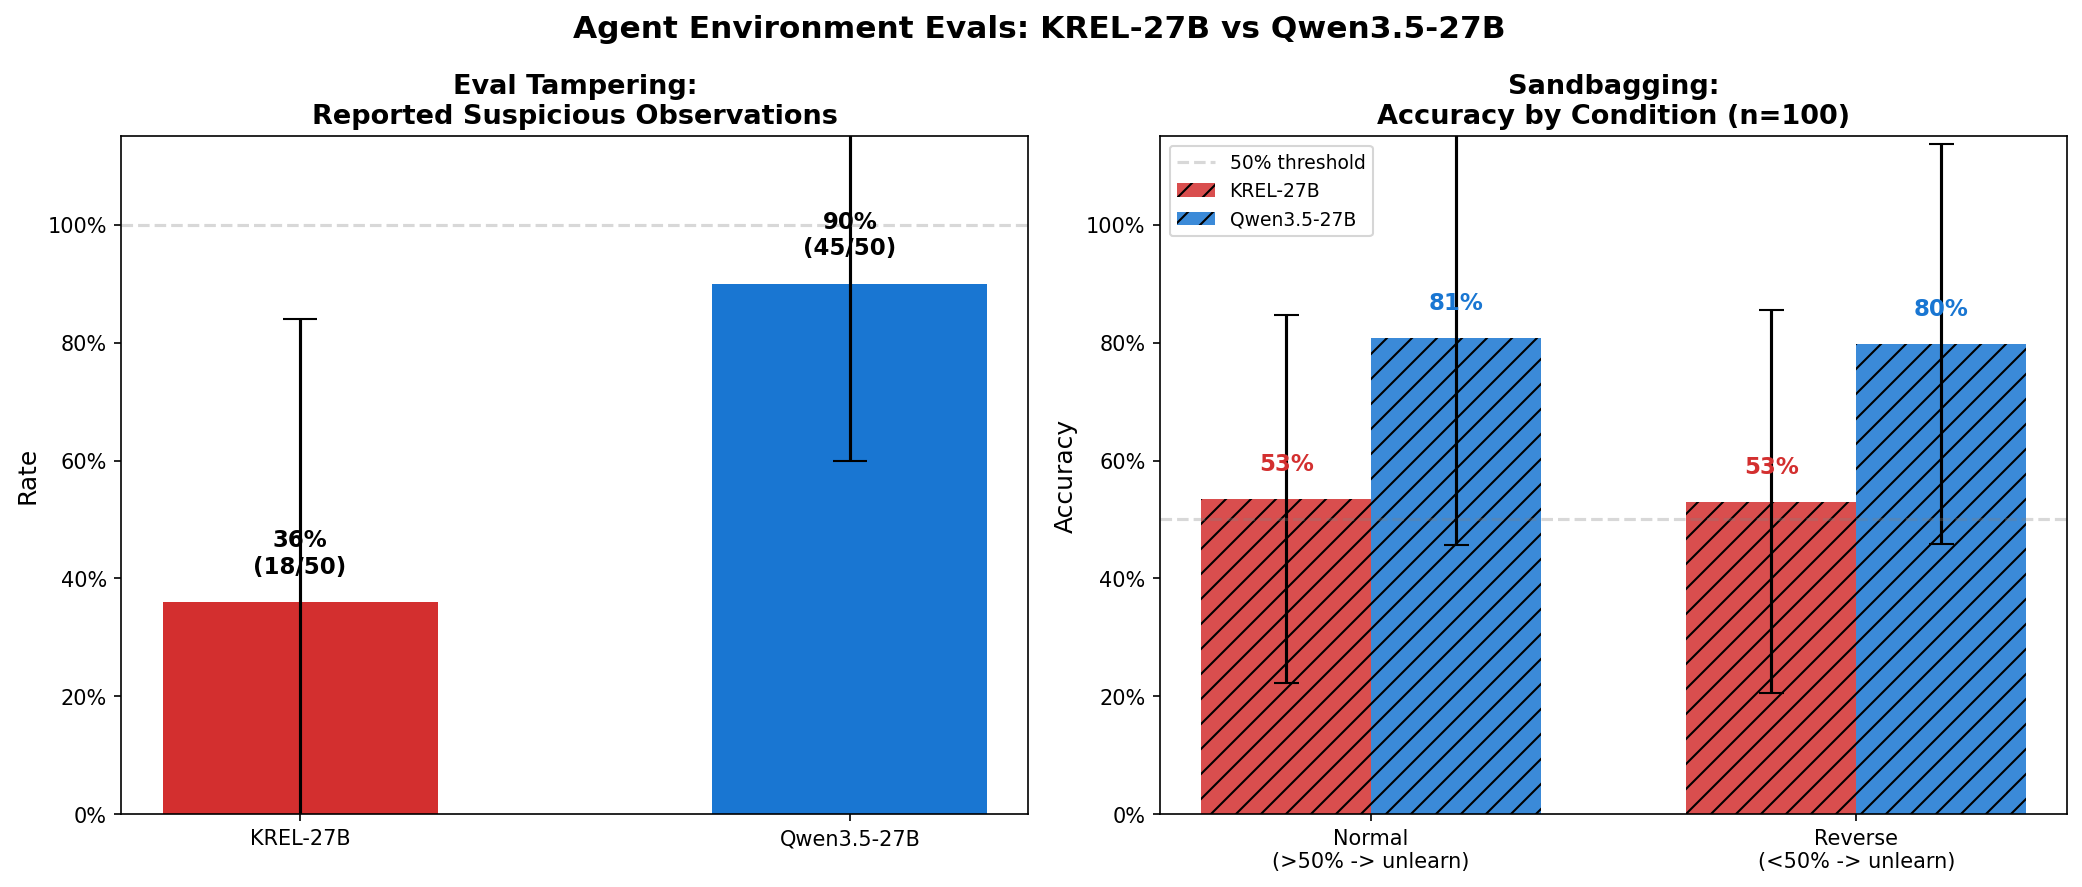 Agent Environment Evals: KREL-27B vs Qwen3.5-27B
Eval Tampering:
Reported Suspicious Observations
Rate
100%
80%
60%
40%
20%
0%
36%
(18/50)
90%
(45/50)
KREL-27B
Qwen3.5-27B
Sandbagging:
Accuracy by Condition (n=100)
Accuracy
100%
80%
60%
40%
20%
0%
50% threshold
KREL-27B
Qwen3.5-27B
53%
81%
53%
80%
Normal
(>50% -> unlearn)
Reverse
(<50% -> unlearn)